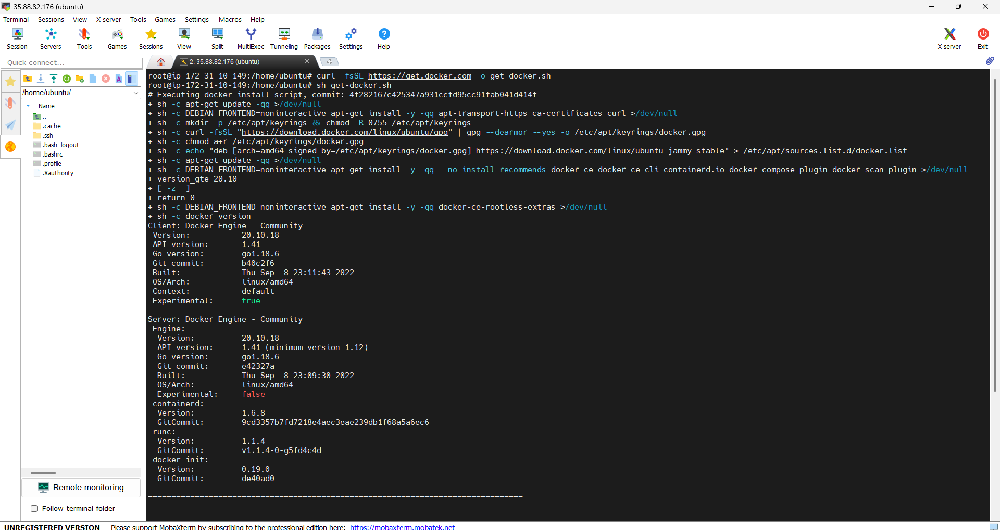 35.88.82.176 (ubuntu)
Terminal Sessions View X server Tools Games Settings Macros Help
Session Servers Tools Games Sessions View Split MultiExec Tunneling Packages Settings Help X server Exit
Quick connect...
2. 35.88.82.176 (ubuntu)
/home/ubuntu/
Name
..
.cache
.ssh
.bash_logout
.bashrc
.profile
.Xauthority
Remote monitoring
Follow terminal folder
root@ip-172-31-10-149:/home/ubuntu# curl -fsSL https://get.docker.com -o get-docker.sh
root@ip-172-31-10-149:/home/ubuntu# sh get-docker.sh
# Executing docker install script, commit: 4f282167c425347a931ccfd95cc91fab041d414f
+ sh -c apt-get update -qq >/dev/null
+ sh -c DEBIAN_FRONTEND=noninteractive apt-get install -y -qq apt-transport-https ca-certificates curl >/dev/null
+ sh -c mkdir -p /etc/apt/keyrings && chmod -R 0755 /etc/apt/keyrings
+ sh -c curl -fsSL "https://download.docker.com/linux/ubuntu/gpg" | gpg --dearmor --yes -o /etc/apt/keyrings/docker.gpg
+ sh -c chmod a+r /etc/apt/keyrings/docker.gpg
+ sh -c echo "deb [arch=amd64 signed-by=/etc/apt/keyrings/docker.gpg] https://download.docker.com/linux/ubuntu jammy stable" > /etc/apt/sources.list.d/docker.list
+ sh -c apt-get update -qq >/dev/null
+ sh -c DEBIAN_FRONTEND=noninteractive apt-get install -y -qq --no-install-recommends docker-ce docker-ce-cli containerd.io docker-compose-plugin docker-scan-plugin >/dev/null
+ version_gte 20.10
+ [ -z  ]
+ return 0
+ sh -c DEBIAN_FRONTEND=noninteractive apt-get install -y -qq docker-ce-rootless-extras >/dev/null
+ sh -c docker version
Client: Docker Engine - Community
Version: 20.10.18
API version: 1.41
Go version: go1.18.6
Git commit: b40c2f6
Built: Thu Sep  8 23:11:43 2022
OS/Arch: linux/amd64
Context: default
Experimental: true
Server: Docker Engine - Community
Engine:
Version: 20.10.18
API version: 1.41 (minimum version 1.12)
Go version: go1.18.6
Git commit: e42327a
Built: Thu Sep  8 23:09:30 2022
OS/Arch: linux/amd64
Experimental: false
containerd:
Version: 1.6.8
GitCommit: 9cd3357b7fd7218e4aec3eae239db1f68a5a6ec6
runc:
Version: 1.1.4
GitCommit: v1.1.4-0-g5fd4c4d
docker-init:
Version: 0.19.0
GitCommit: de40ad0
================================================================================
UNREGISTERED VERSION - Please support MobaXterm by subscribing to the professional edition here: https://mobaxterm.mobatek.net